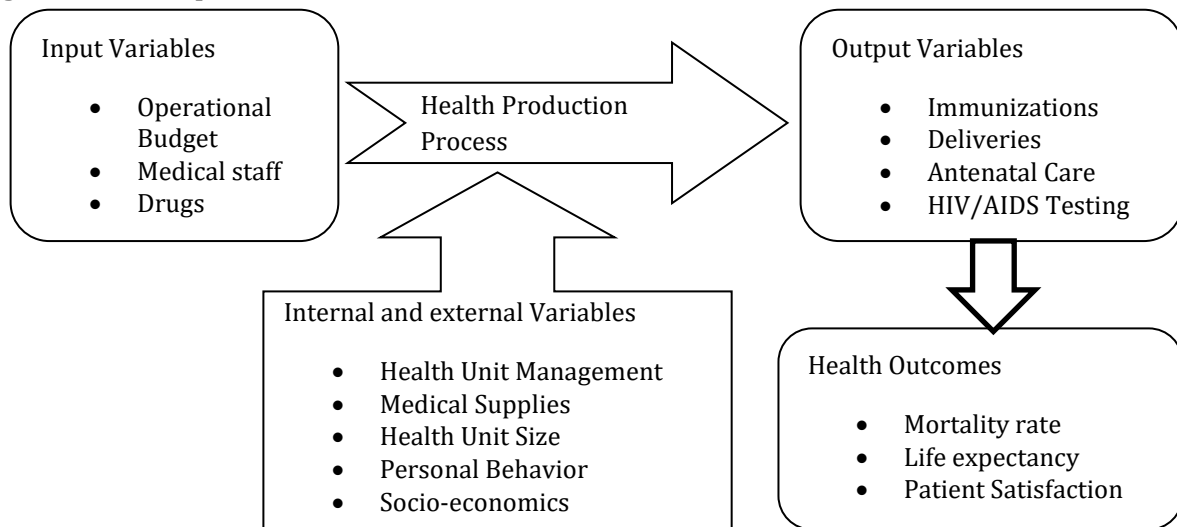 Input Variables
• Operational
Budget
• Medical staff
• Drugs
Health Production
Process
Output Variables
• Immunizations
• Deliveries
• Antenatal Care
• HIV/AIDS Testing
Internal and external Variables
• Health Unit Management
• Medical Supplies
• Health Unit Size
• Personal Behavior
• Socio-economics
Health Outcomes
• Mortality rate
• Life expectancy
• Patient Satisfaction